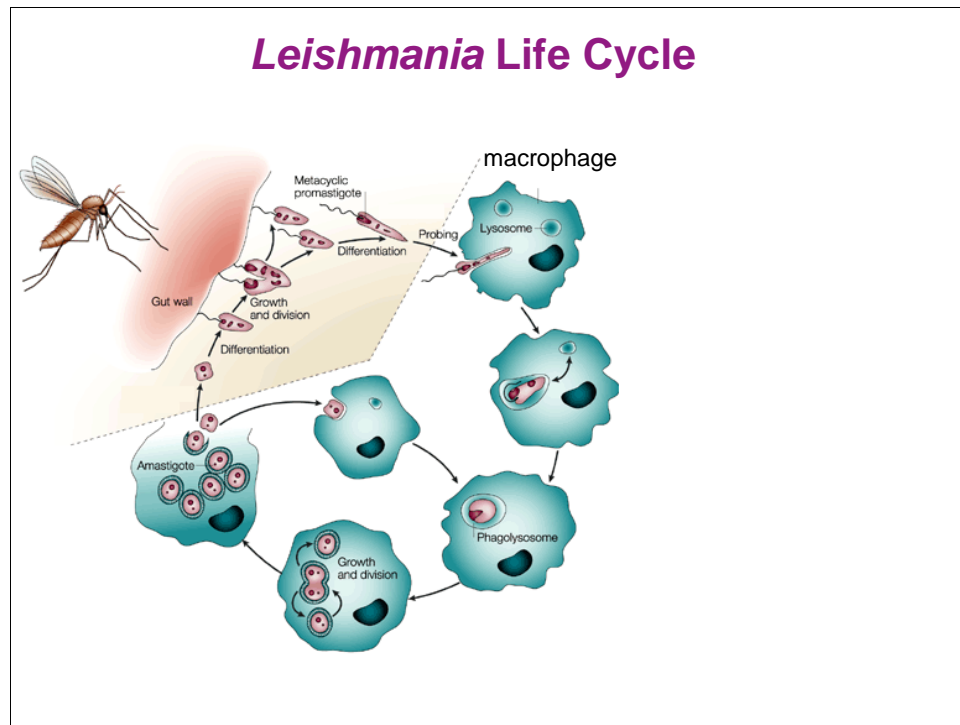 Leishmania Life Cycle
macrophage
Metacyclic
promastigote
Probing
Lysosome
Differentiation
Gut wall
Growth
and division
Differentiation
Amastigote
Phagolysosome
Growth
and division